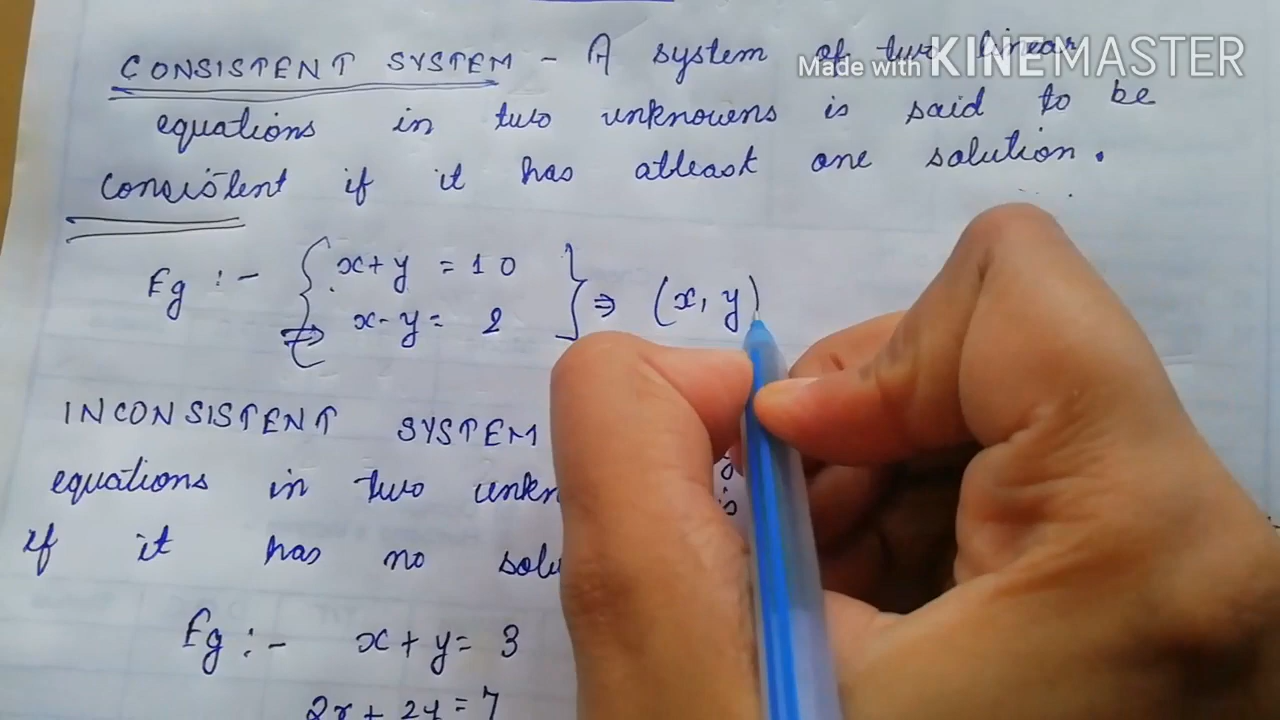 CONSISTENT SYSTEM - A system of two linear
Made with KINEMASTER
equations in two unknowns is said to be
consistent if it has atleast one solution.
Eg :- { x+y = 10 } ⇒ (x, y)
⇒ x-y = 2
INCONSISTENT SYSTEM
equations in two
if it has no
Eg :- x + y = 3
2x + 2y = 7